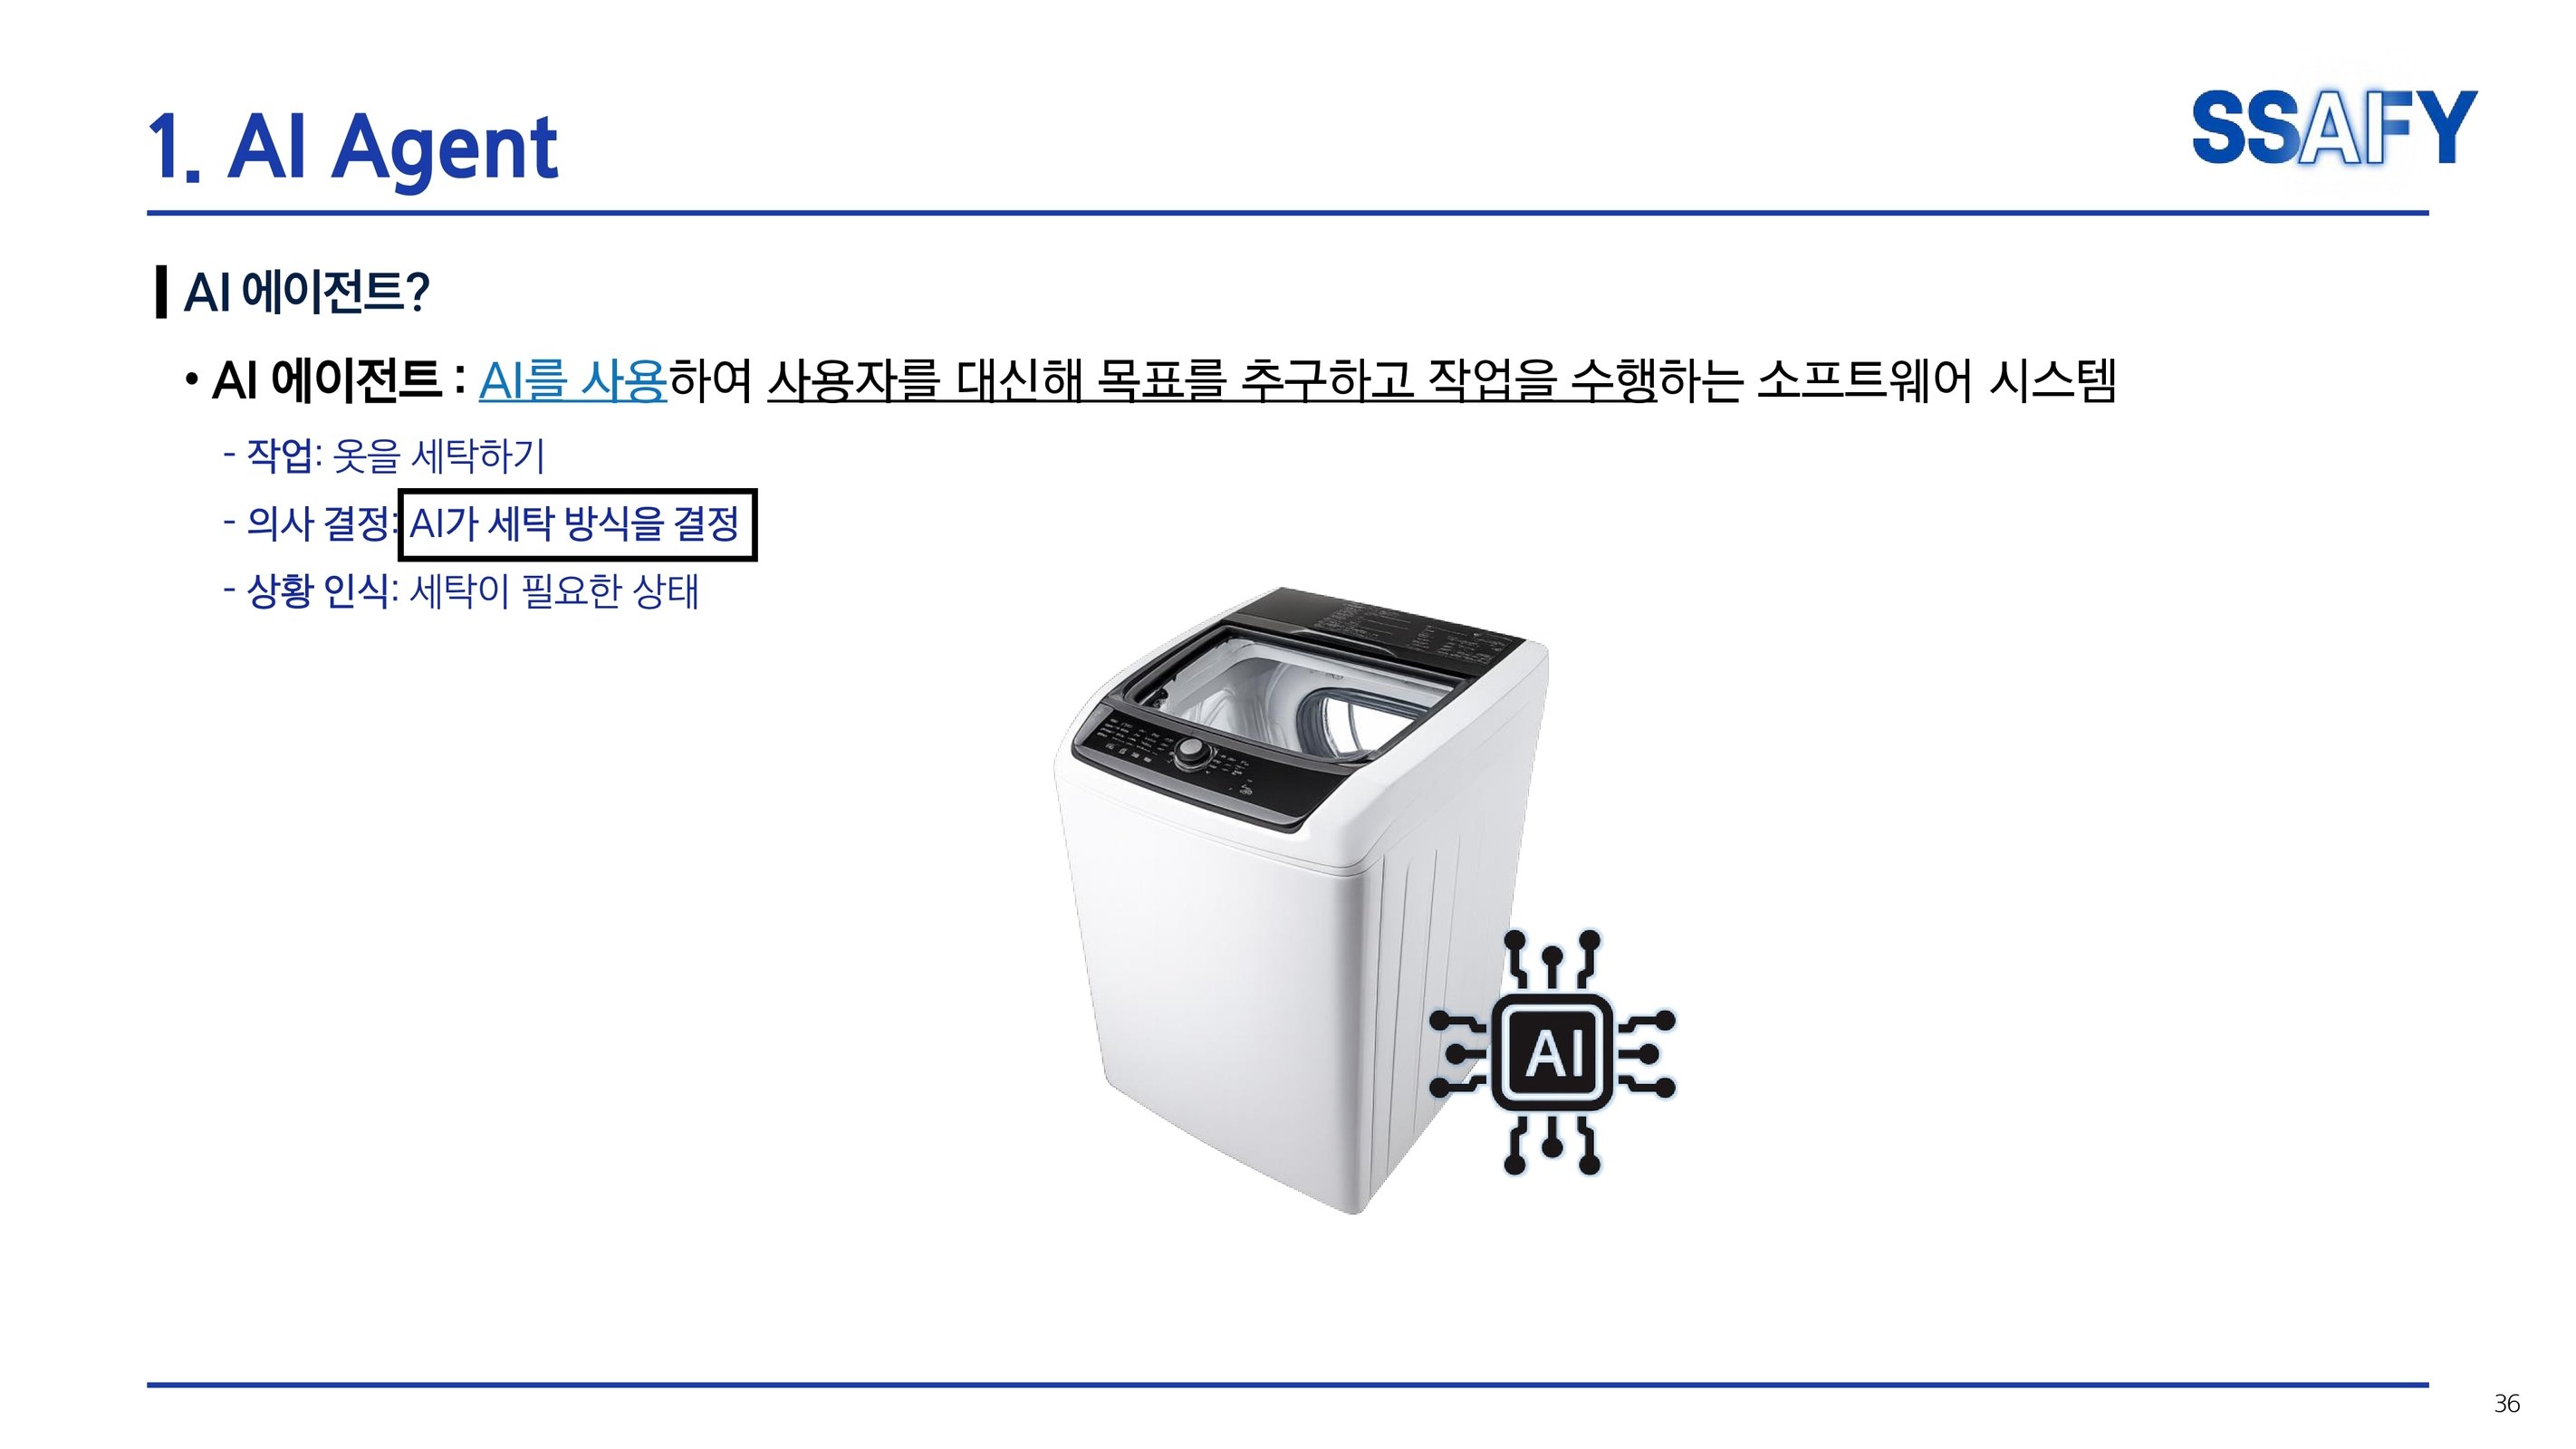 1. AI Agent
SSAFY
AI 에이전트?
• AI 에이전트 : AI를 사용하여 사용자를 대신해 목표를 추구하고 작업을 수행하는 소프트웨어 시스템
- 작업: 옷을 세탁하기
- 의사 결정: AI가 세탁 방식을 결정
- 상황 인식: 세탁이 필요한 상태
AI
36